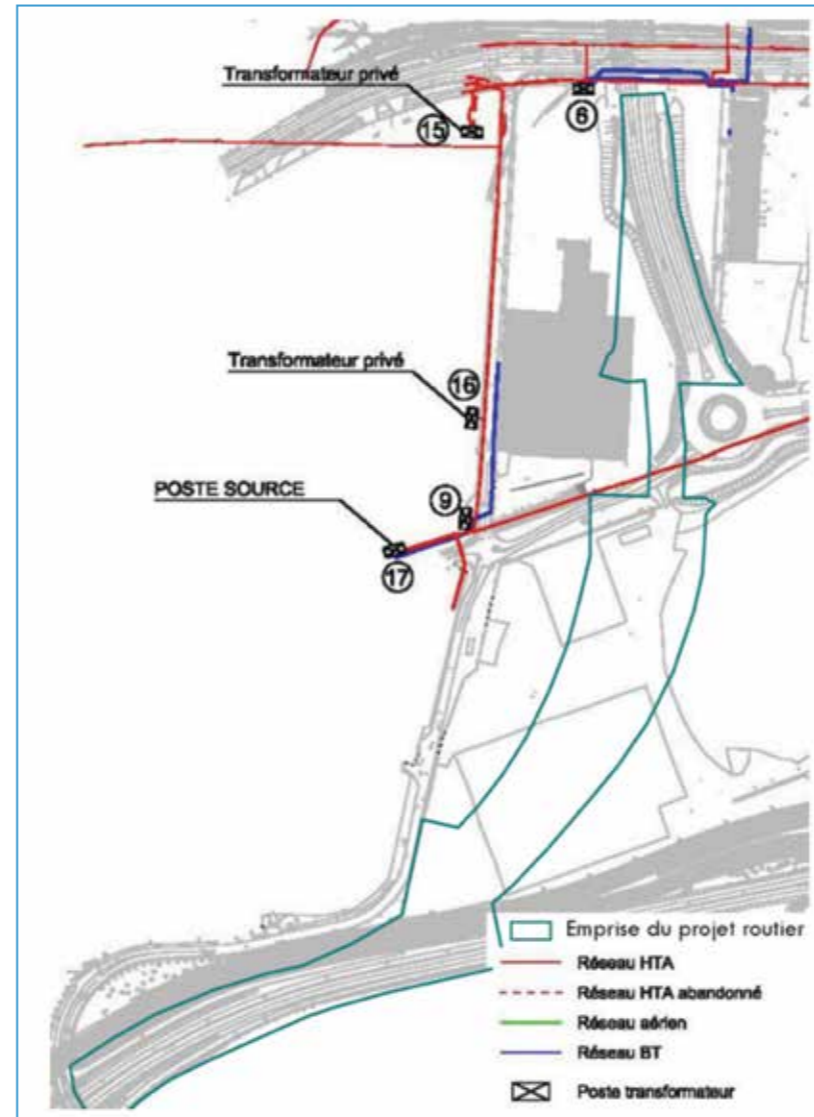 Transformateur privé
15
6
Transformateur privé
16
POSTE SOURCE
9
17
Emprise du projet routier
Réseau HTA
Réseau HTA abandonné
Réseau aérien
Réseau BT
Poste transformateur